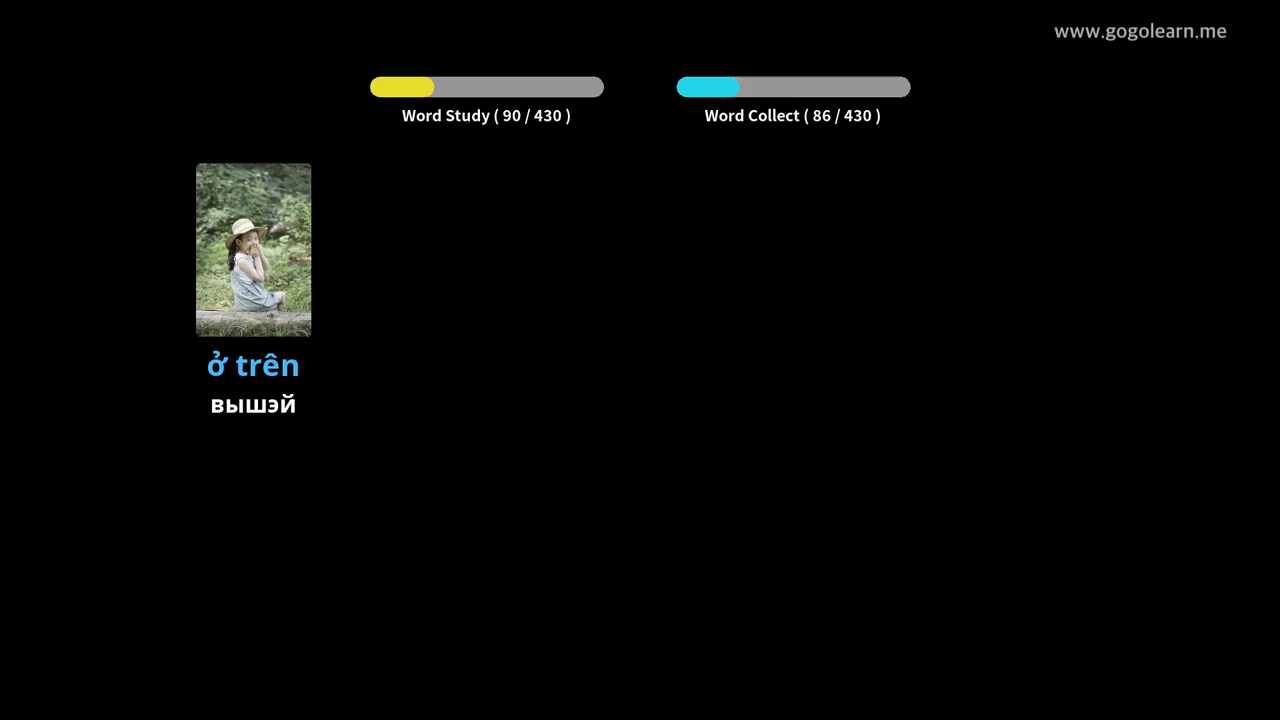 www.gogolearn.me
Word Study ( 90 / 430 )
Word Collect ( 86 / 430 )
ở trên
вышэй